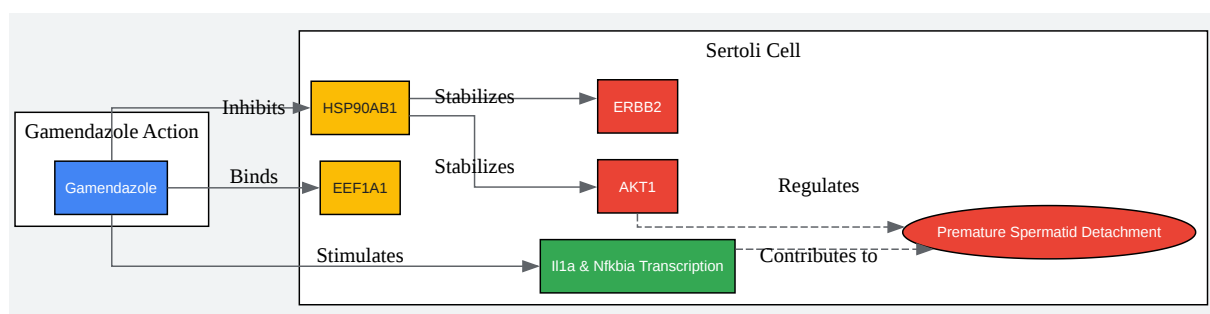 Sertoli Cell
Stabilizes
Inhibits
HSP90AB1
ERBB2
Gamendazole Action
Stabilizes
Binds
Regulates
Gamendazole
EEF1A1
AKT1
Premature Spermatid Detachment
Stimulates
Contributes to
Il1a & Nfkbia Transcription